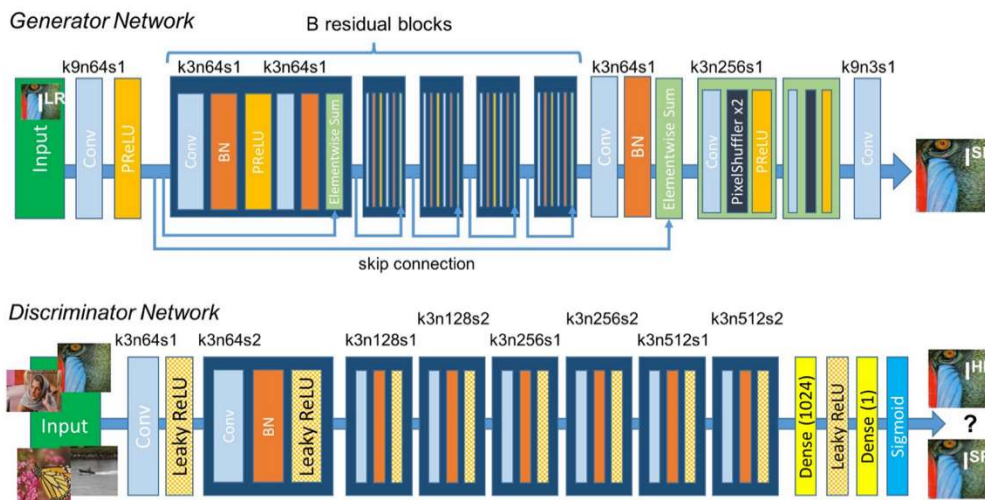 Generator Network
B residual blocks
k9n64s1
k3n64s1 k3n64s1
k3n64s1
k3n256s1
k9n3s1
I LR
Input
Conv
PReLU
Conv
BN
PReLU
Elementwise Sum
Conv
BN
Elementwise Sum
Conv
PixelShuffler x2
PReLU
Conv
skip connection
Discriminator Network
k3n64s1
k3n64s2
k3n128s1
k3n128s2
k3n256s1
k3n256s2
k3n512s1
k3n512s2
Input
Conv
Leaky ReLU
Conv
BN
Leaky ReLU
Dense (1024)
Leaky ReLU
Dense (1)
Sigmoid
?